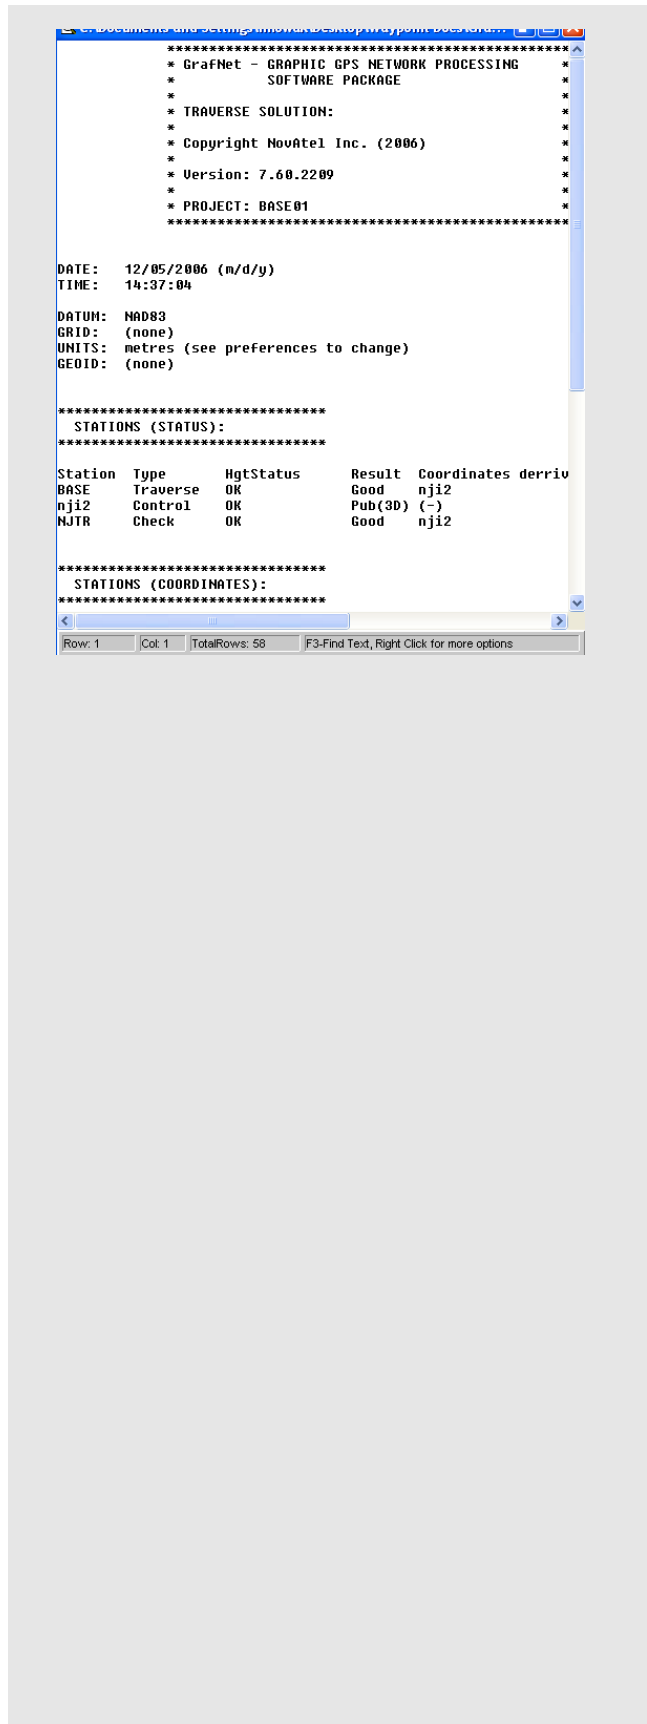 *************************************************
* GrafNet - GRAPHIC GPS NETWORK PROCESSING *
* SOFTWARE PACKAGE *
* *
* TRAVERSE SOLUTION: *
* *
* Copyright NovAtel Inc. (2006) *
* *
* Version: 7.60.2209 *
* *
* PROJECT: BASE01 *
*************************************************
DATE: 12/05/2006 (m/d/y)
TIME: 14:37:04
DATUM: NAD83
GRID: (none)
UNITS: metres (see preferences to change)
GEOID: (none)
********************************
STATIONS (STATUS):
********************************
Station Type HgtStatus Result Coordinates derriv
BASE Traverse OK Good nji2
nji2 Control OK Pub(3D) (-)
NJTR Check OK Good nji2
********************************
STATIONS (COORDINATES):
********************************
Row: 1 Col: 1 TotalRows: 58 F3-Find Text, Right Click for more options